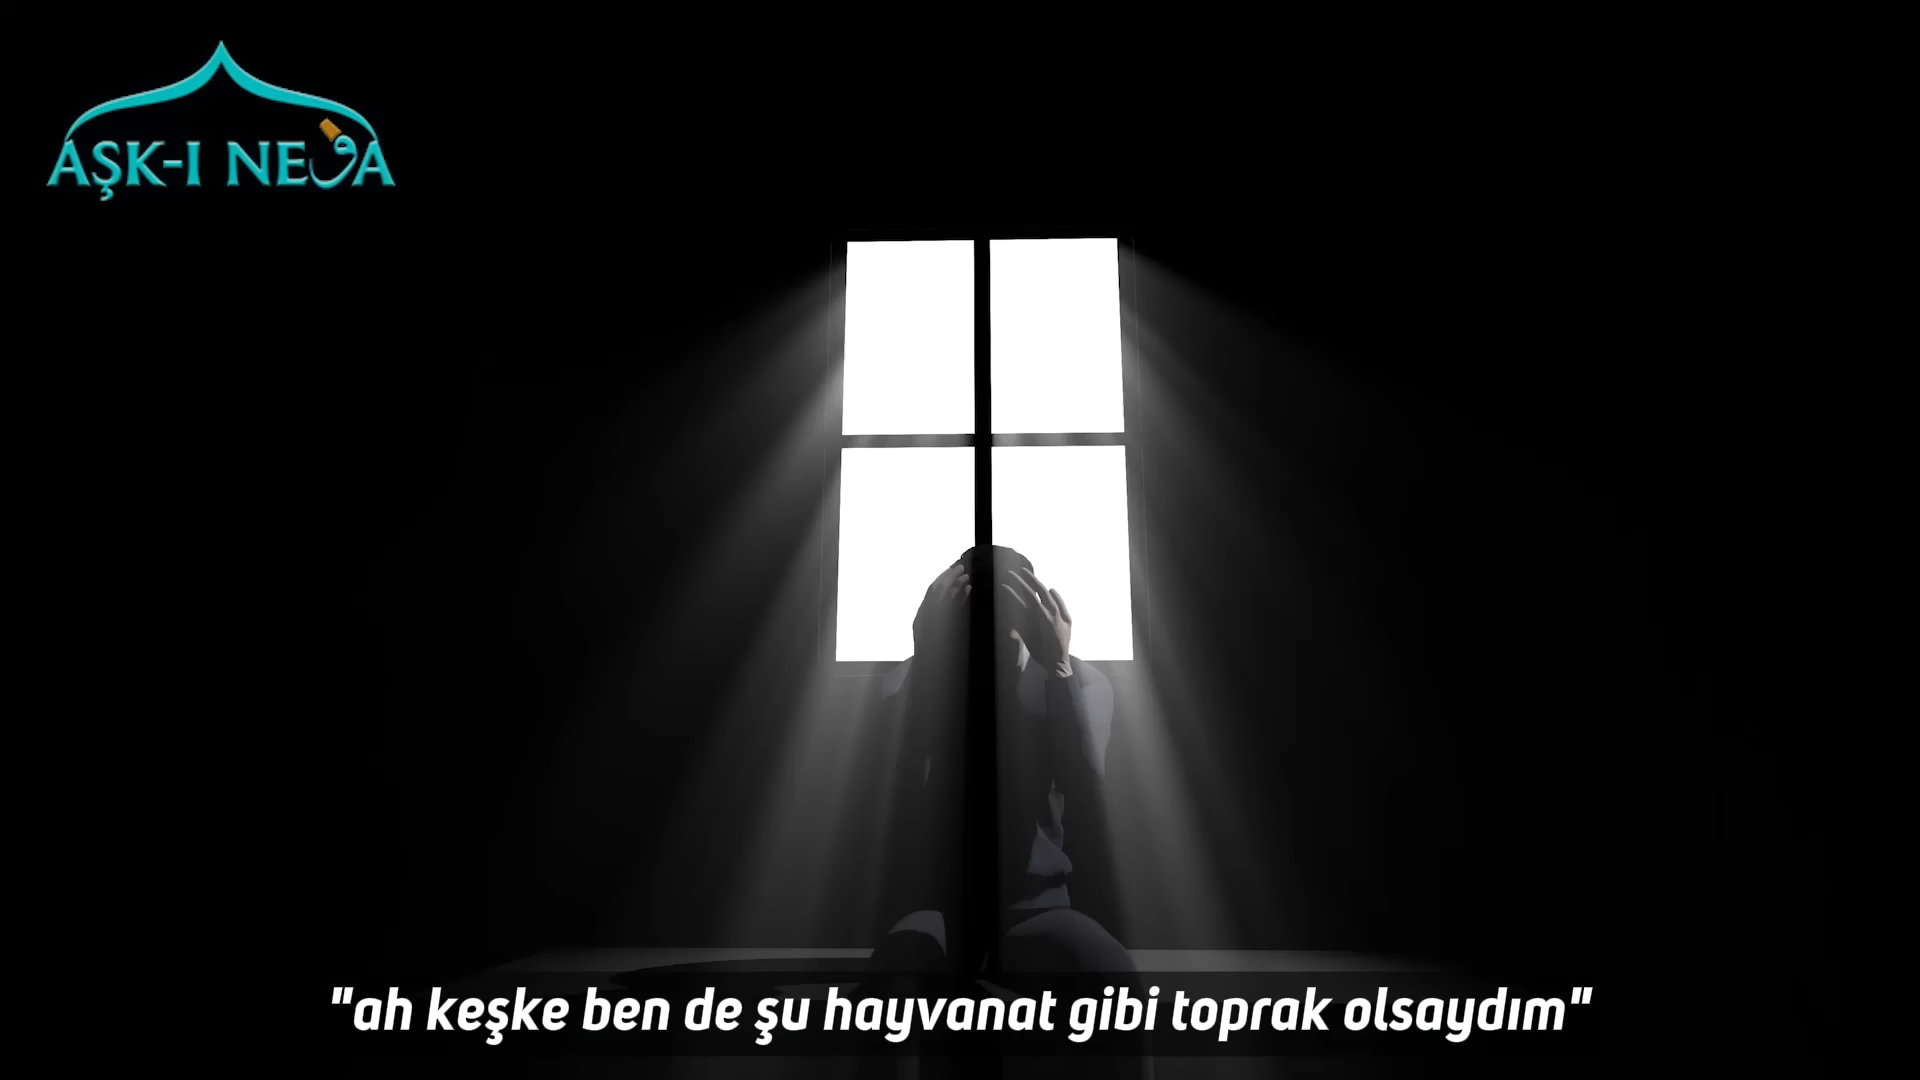 AŞK-I NEVA
"ah keşke ben de şu hayvanat gibi toprak olsaydım"